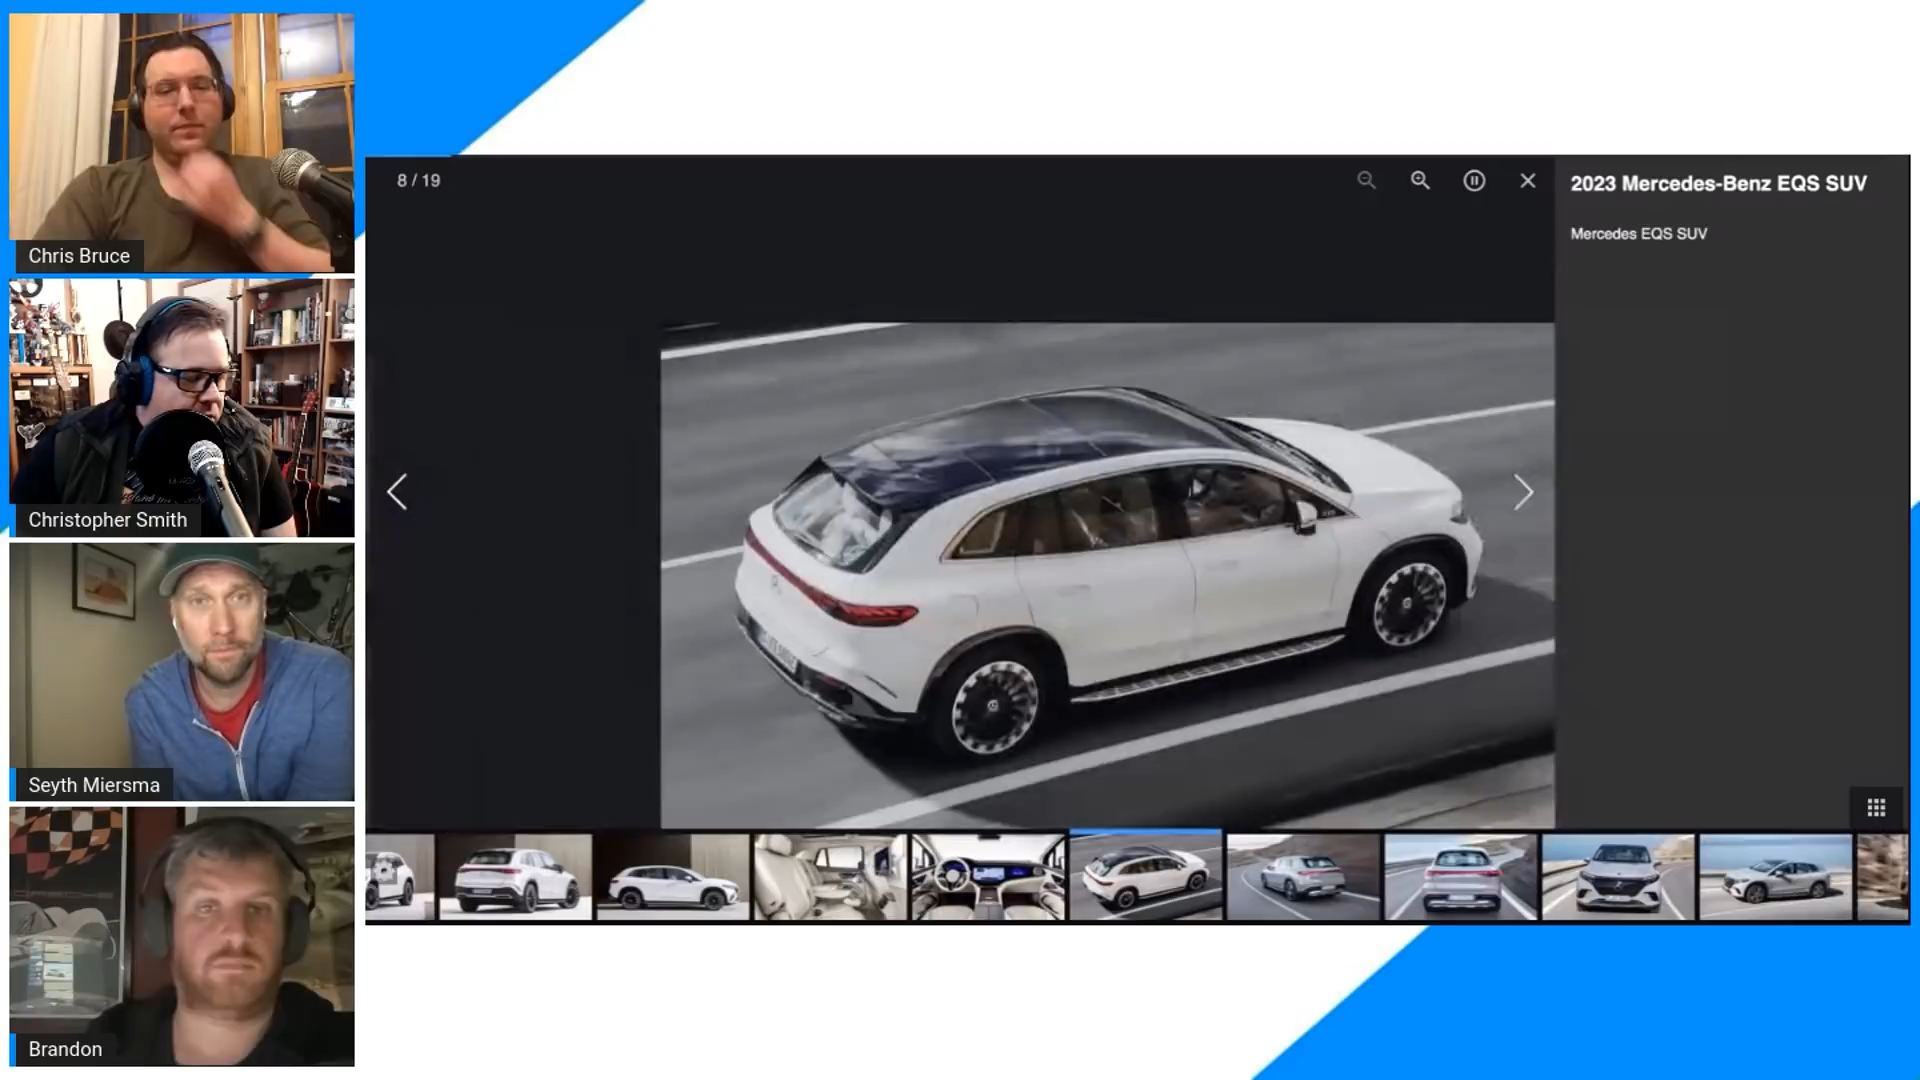 Chris Bruce
Christopher Smith
Seyth Miersma
Brandon
8 / 19
2023 Mercedes-Benz EQS SUV
Mercedes EQS SUV